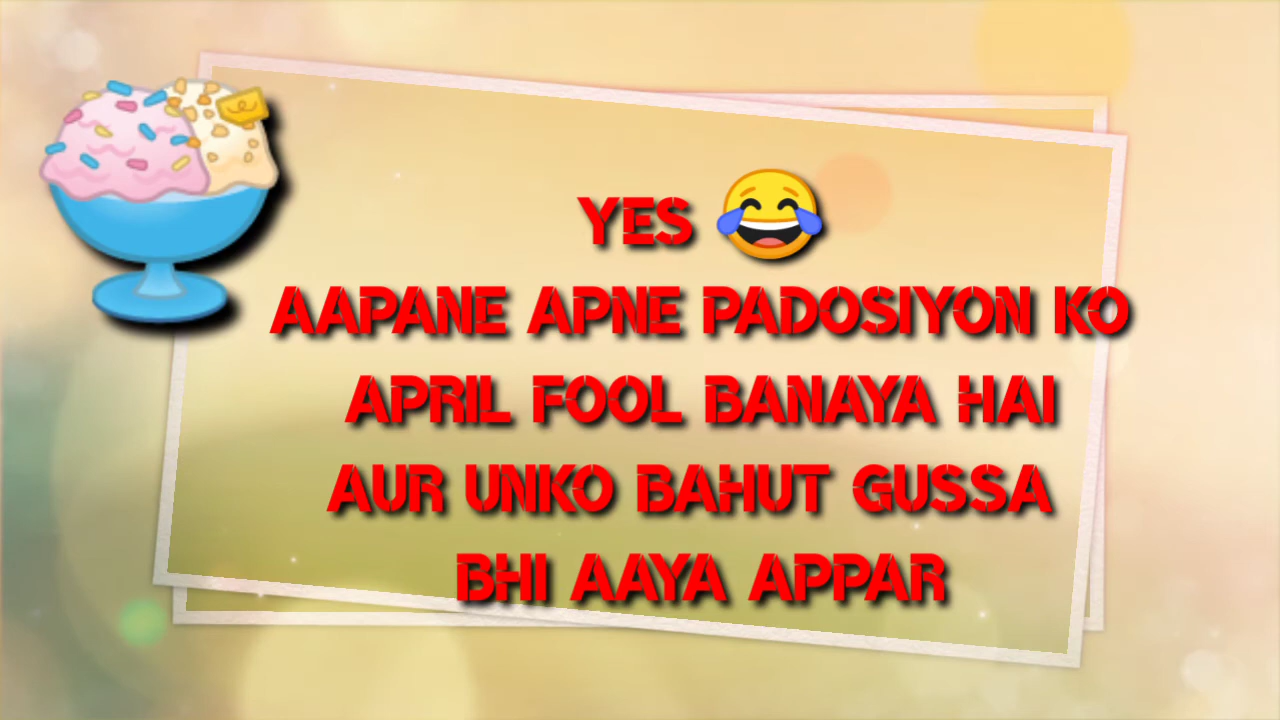 YES 😂
AAPANE APNE PADOSIYON KO
APRIL FOOL BANAYA HAI
AUR UNKO BAHUT GUSSA
BHI AAYA APPAR